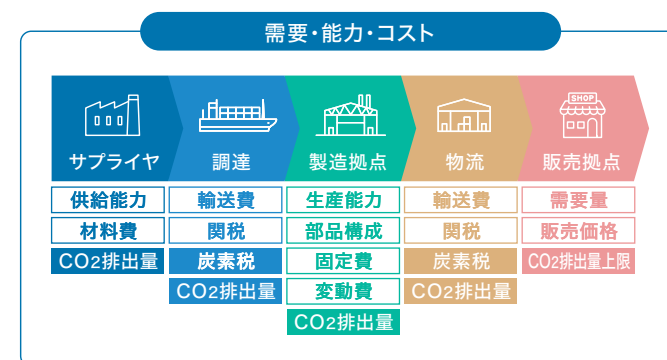 需要・能力・コスト
SHOP
サプライヤ
調達
製造拠点
物流
販売拠点
供給能力
輸送費
生産能力
輸送費
需要量
材料費
関税
部品構成
関税
販売価格
CO2排出量
炭素税
固定費
炭素税
CO2排出量上限
CO2排出量
変動費
CO2排出量
CO2排出量